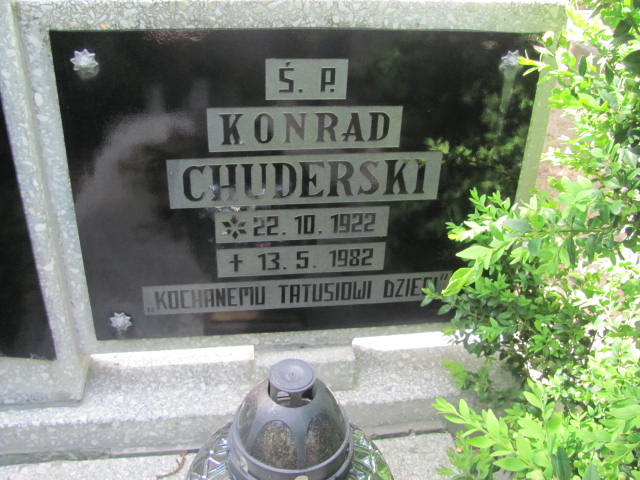 Ś. P.
KONRAD
CHUDERSKI
* 22. 10. 1922
† 13. 5. 1982
„KOCHANEMU TATUSIOWI DZIECI"